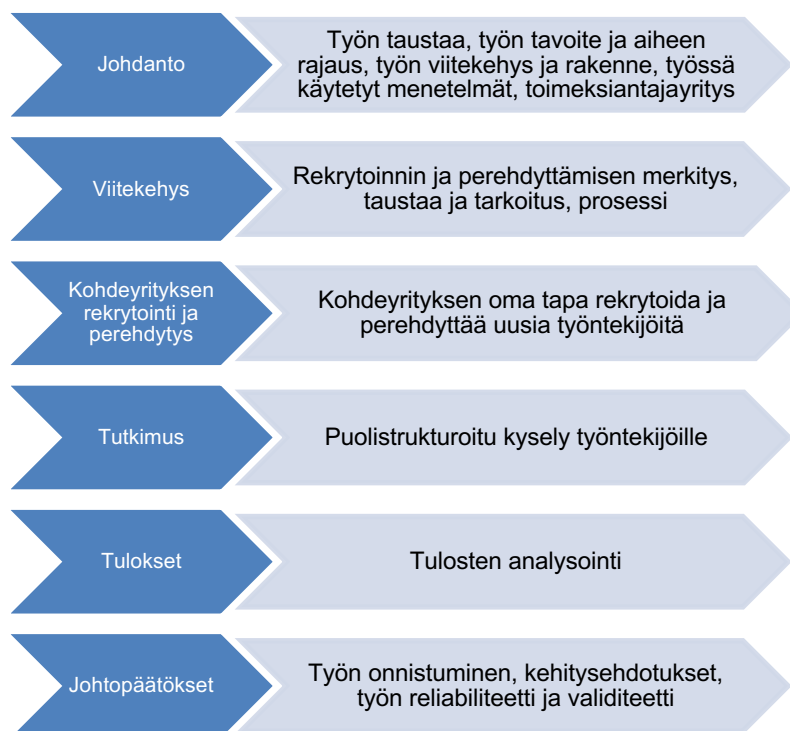 Johdanto
Työn taustaa, työn tavoite ja aiheen
rajaus, työn viitekehys ja rakenne, työssä
käytetyt menetelmät, toimeksiantajayritys
Viitekehys
Rekrytoinnin ja perehdyttämisen merkitys,
taustaa ja tarkoitus, prosessi
Kohdeyrityksen
rekrytointi ja
perehdytys
Kohdeyrityksen oma tapa rekrytoida ja
perehdyttää uusia työntekijöitä
Tutkimus
Puolistrukturoitu kysely työntekijöille
Tulokset
Tulosten analysointi
Johtopäätökset
Työn onnistuminen, kehitysehdotukset,
työn reliabiliteetti ja validiteetti